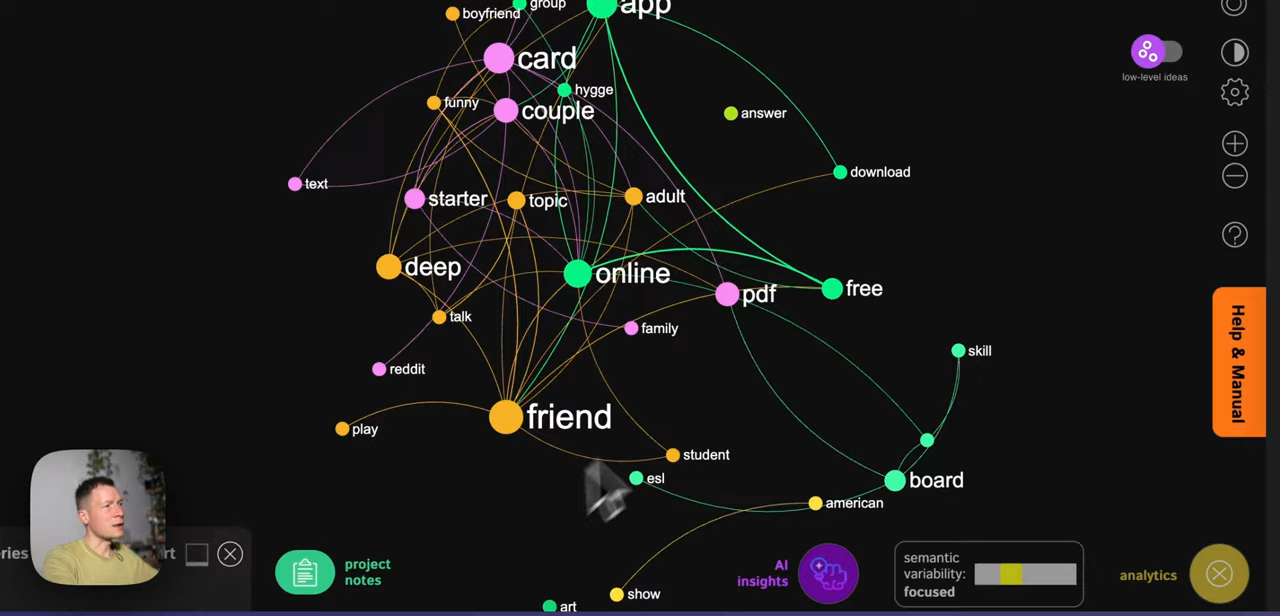 group
app
boyfriend
card
hygge
funny
couple
answer
download
text
starter
topic
adult
deep
online
free
pdf
talk
family
skill
reddit
friend
play
student
esl
board
american
show
art
low-level ideas
Help & Manual
ries
rt
project
notes
AI
insights
semantic
variability:
focused
analytics